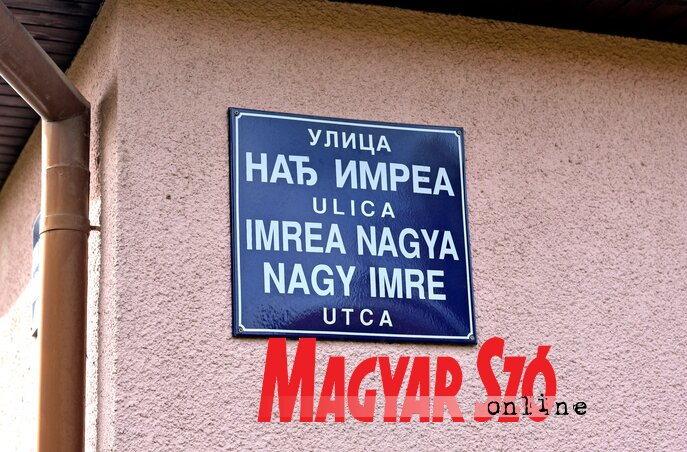 УЛИЦА
НАЂ ИМРЕА
ULICA
IMREA NAGYA
NAGY IMRE
UTCA
MAGYAR SZÓ
online